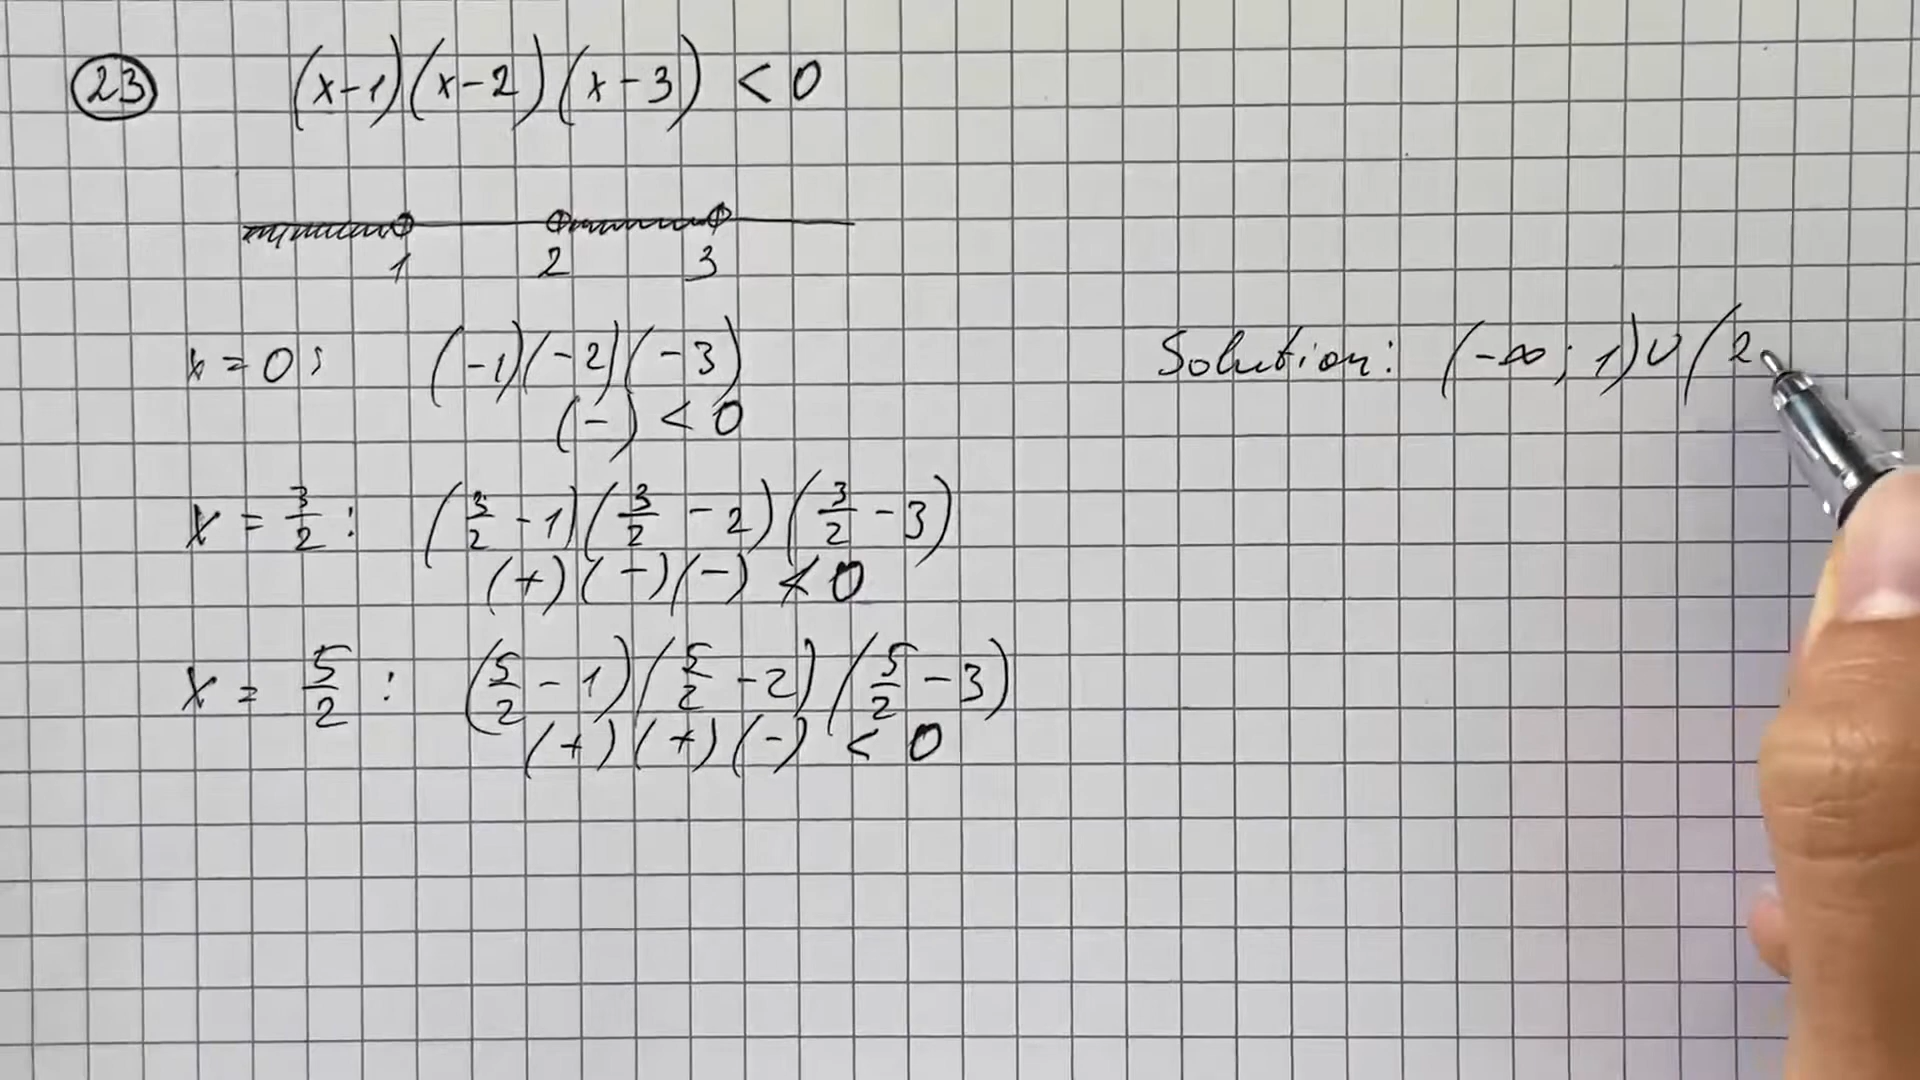 23 (x-1)(x-2)(x-3) < 0
1 2 3
x = 0: (-1)(-2)(-3)
(-) < 0
x = 3/2: (3/2 - 1)(3/2 - 2)(3/2 - 3)
(+)(-)(-) ≮ 0
x = 5/2: (5/2 - 1)(5/2 - 2)(5/2 - 3)
(+)(+)(-) < 0
Solution: (-∞; 1)∪(2